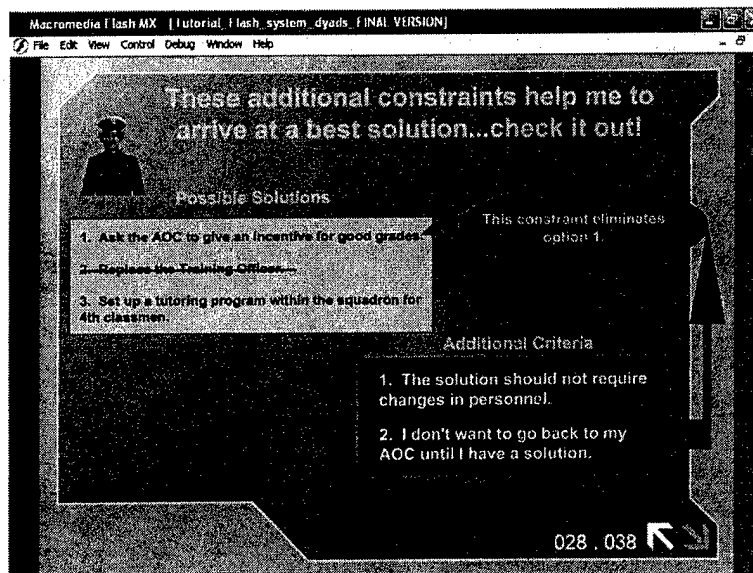 Macromedia Flash MX - [Tutorial_Flash_system_dyads_FINAL VERSION]
File Edit View Control Debug Window Help
These additional constraints help me to
arrive at a best solution...check it out!
Possible Solutions
1. Ask the AOC to give an incentive for good grades.
2. Replace the Training Officer.
3. Set up a tutoring program within the squadron for
4th classmen.
This constraint eliminates
option 1.
Additional Criteria
1. The solution should not require
changes in personnel.
2. I don't want to go back to my
AOC until I have a solution.
028 . 038